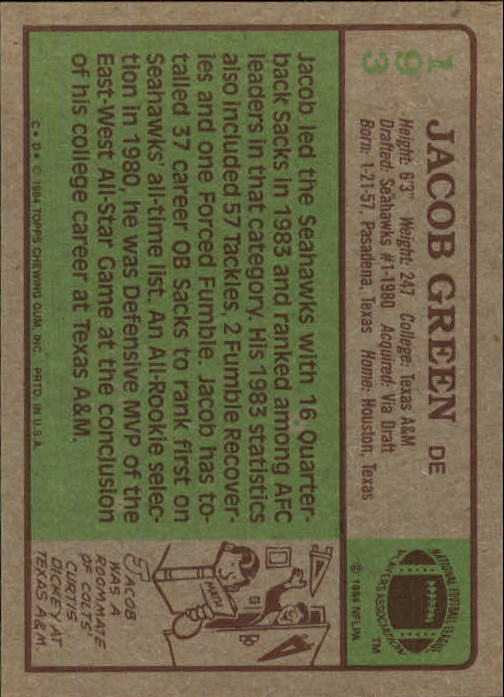 193
JACOB GREEN DE
Height: 6'3" Weight: 247 College: Texas A&M
Drafted: Seahawks #1-1980 Acquired: Via Draft
Born: 1-21-57, Pasadena, Texas Home: Houston, Texas
NATIONAL FOOTBALL LEAGUE
PLAYERS ASSOCIATION
TM
© 1984 NFLPA
Jacob led the Seahawks with 16 Quarter-
back Sacks in 1983 and ranked among AFC
leaders in that category. His 1983 statistics
also included 57 Tackles, 2 Fumble Recover-
ies and one Forced Fumble. Jacob has to-
talled 37 career QB Sacks to rank first on
Seahawks' all-time list. An All-Rookie selec-
tion in 1980, he was Defensive MVP of the
East-West All-Star Game at the conclusion
of his college career at Texas A&M.
MATH
JACOB
WAS A
ROOMMATE
OF COLTS'
CURTIS
DICKEY AT
TEXAS A&M.
C* D* © 1984 TOPPS CHEWING GUM, INC. PRTD. IN U.S.A.